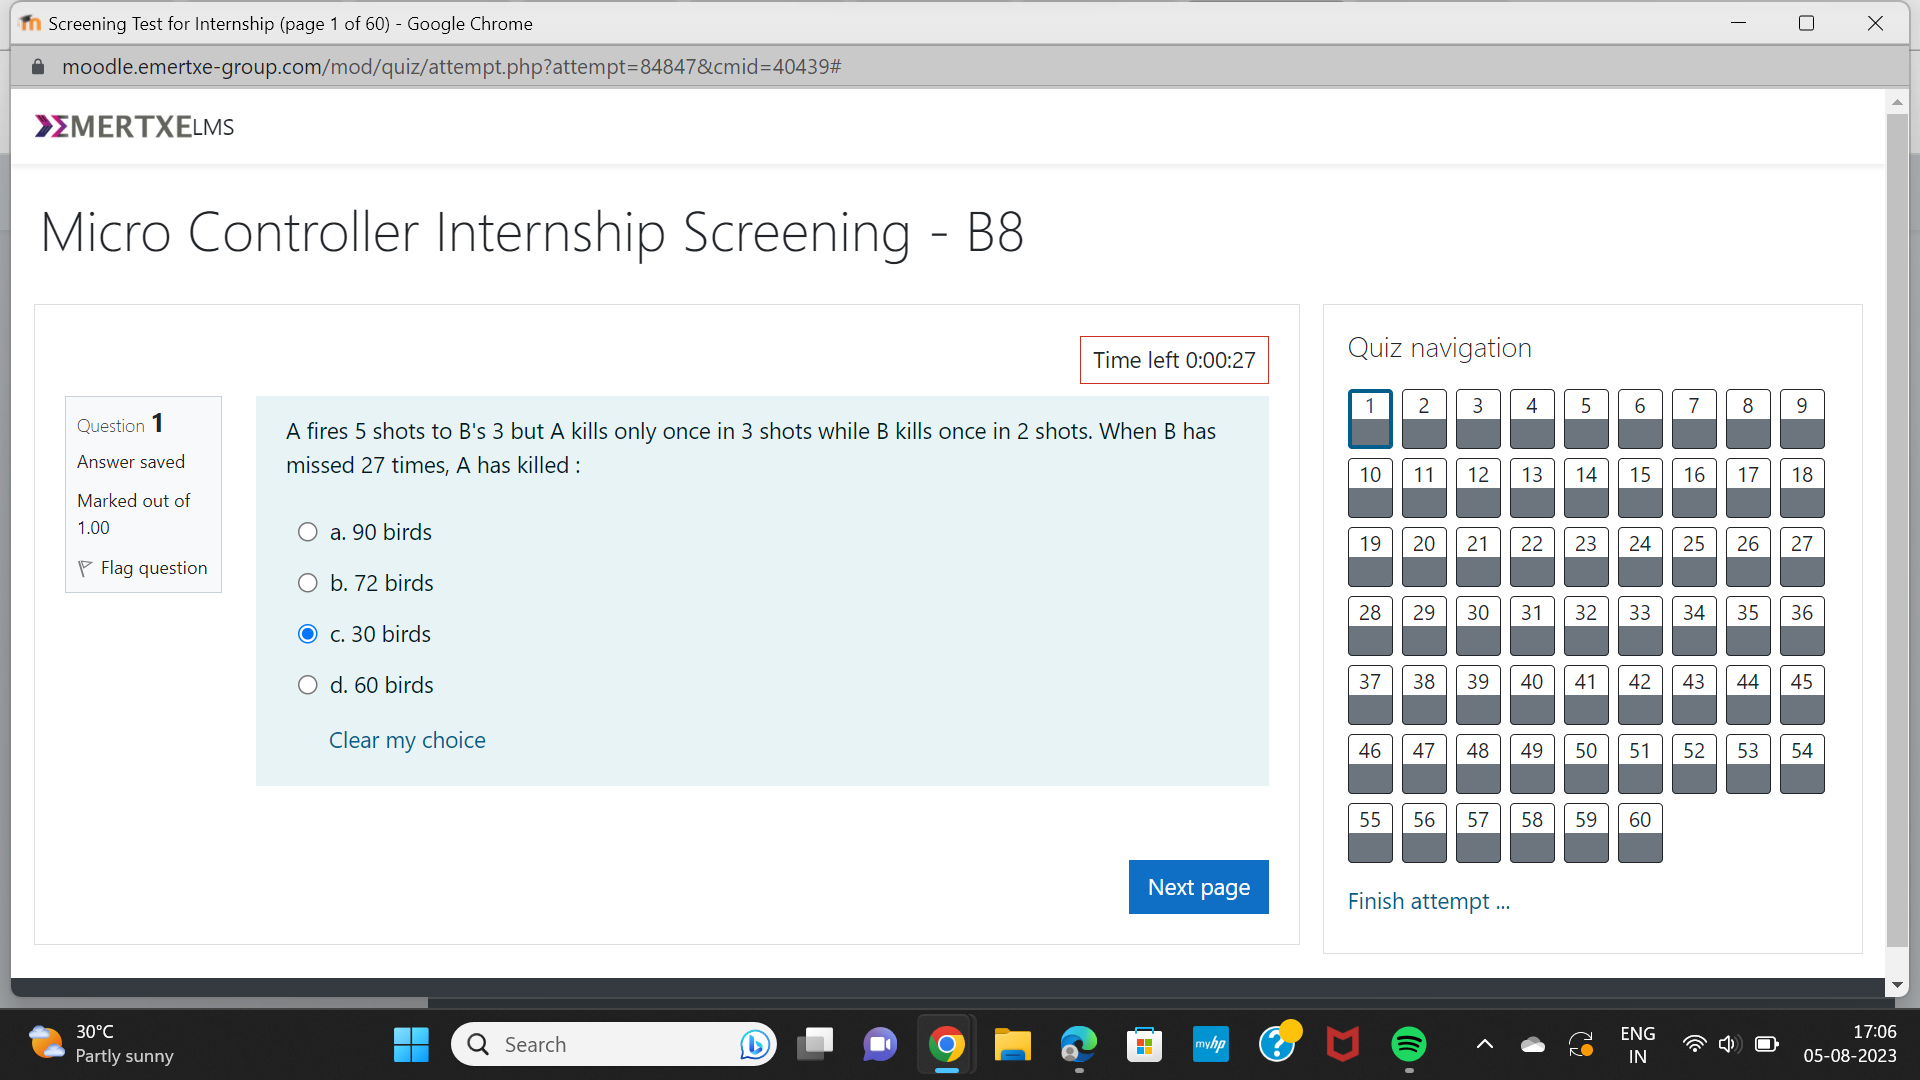 Screening Test for Internship (page 1 of 60) - Google Chrome
moodle.emertxe-group.com/mod/quiz/attempt.php?attempt=84847&cmid=40439#
EMERTXE LMS
Micro Controller Internship Screening - B8
Time left 0:00:27
Question 1
Answer saved
Marked out of
1.00
Flag question
A fires 5 shots to B's 3 but A kills only once in 3 shots while B kills once in 2 shots. When B has
missed 27 times, A has killed :
a. 90 birds
b. 72 birds
c. 30 birds
d. 60 birds
Clear my choice
Next page
Quiz navigation
1 2 3 4 5 6 7 8 9
10 11 12 13 14 15 16 17 18
19 20 21 22 23 24 25 26 27
28 29 30 31 32 33 34 35 36
37 38 39 40 41 42 43 44 45
46 47 48 49 50 51 52 53 54
55 56 57 58 59 60
Finish attempt ...
30°C
Partly sunny
Search
myhp
ENG
IN
17:06
05-08-2023